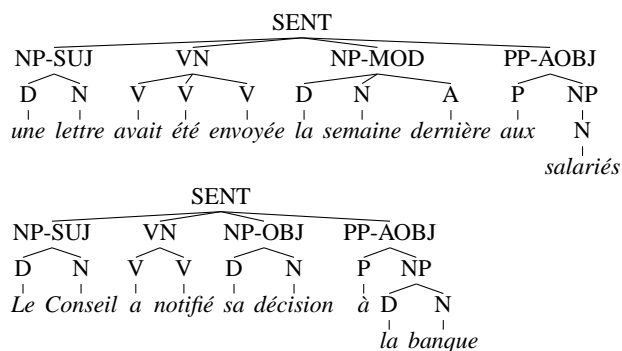 SENT
NP-SUJ VN NP-MOD PP-AOBJ
D N V V V D N A P NP
une lettre avait été envoyée la semaine dernière aux N
salariés
SENT
NP-SUJ VN NP-OBJ PP-AOBJ
D N V V D N P NP
Le Conseil a notifié sa décision à D N
la banque